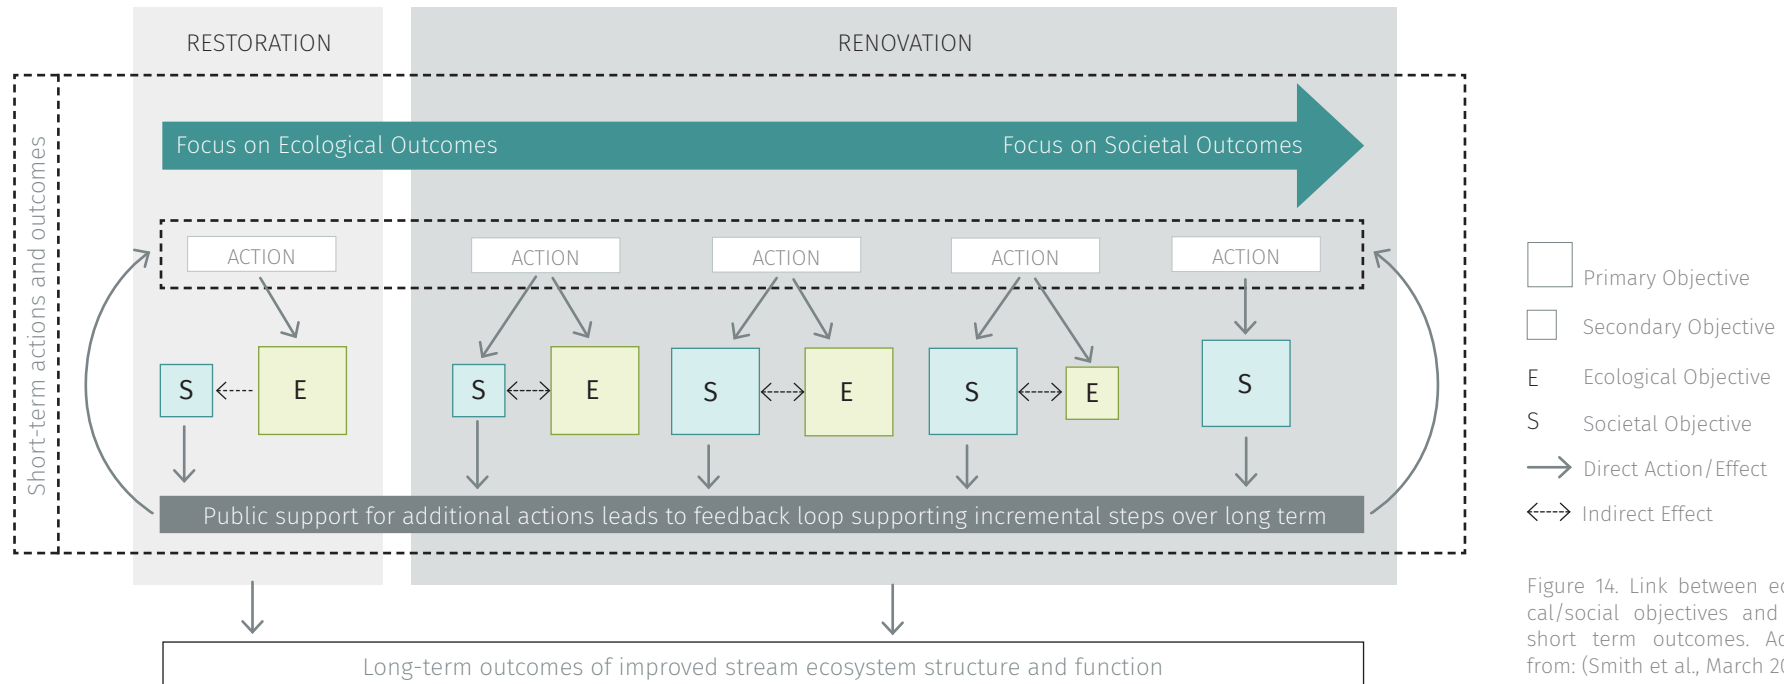 RESTORATION
RENOVATION
Short-term actions and outcomes
Focus on Ecological Outcomes
Focus on Societal Outcomes
ACTION
ACTION
ACTION
ACTION
ACTION
S
E
S
E
S
E
S
E
S
Public support for additional actions leads to feedback loop supporting incremental steps over long term
Long-term outcomes of improved stream ecosystem structure and function
Primary Objective
Secondary Objective
E Ecological Objective
S Societal Objective
Direct Action/Effect
Indirect Effect
Figure 14. Link between
cal/social objectives and
short term outcomes.
from: (Smith et al., March